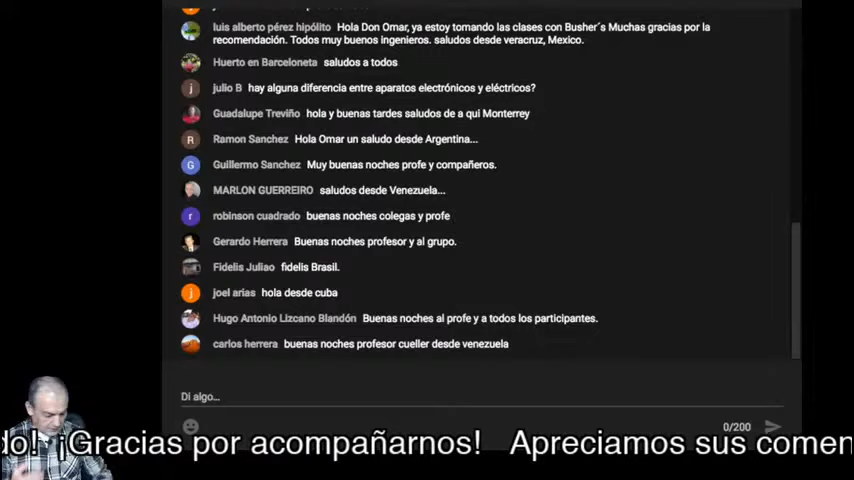 luis alberto pérez hipólito Hola Don Omar, ya estoy tomando las clases con Busher´s Muchas gracias por la
recomendación. Todos muy buenos ingenieros. saludos desde veracruz, Mexico.
Huerto en Barceloneta saludos a todos
j julio B hay alguna diferencia entre aparatos electrónicos y eléctricos?
Guadalupe Treviño hola y buenas tardes saludos de a qui Monterrey
R Ramon Sanchez Hola Omar un saludo desde Argentina...
G Guillermo Sanchez Muy buenas noches profe y compañeros.
MARLON GUERREIRO saludos desde Venezuela...
r robinson cuadrado buenas noches colegas y profe
Gerardo Herrera Buenas noches profesor y al grupo.
Fidelis Juliao fidelis Brasil.
j joel arias hola desde cuba
Hugo Antonio Lizcano Blandón Buenas noches al profe y a todos los participantes.
carlos herrera buenas noches profesor cueller desde venezuela
Di algo...
0/200
do! ¡Gracias por acompañarnos! Apreciamos sus comen